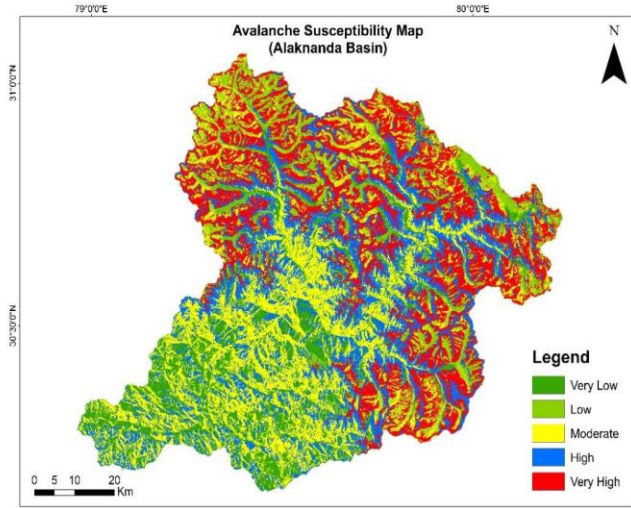 79°0'0"E
80°0'0"E
Avalanche Susceptibility Map
(Alaknanda Basin)
N
31°0'0"N
30°30'0"N
Legend
Very Low
Low
Moderate
High
Very High
0 5 10 20
Km